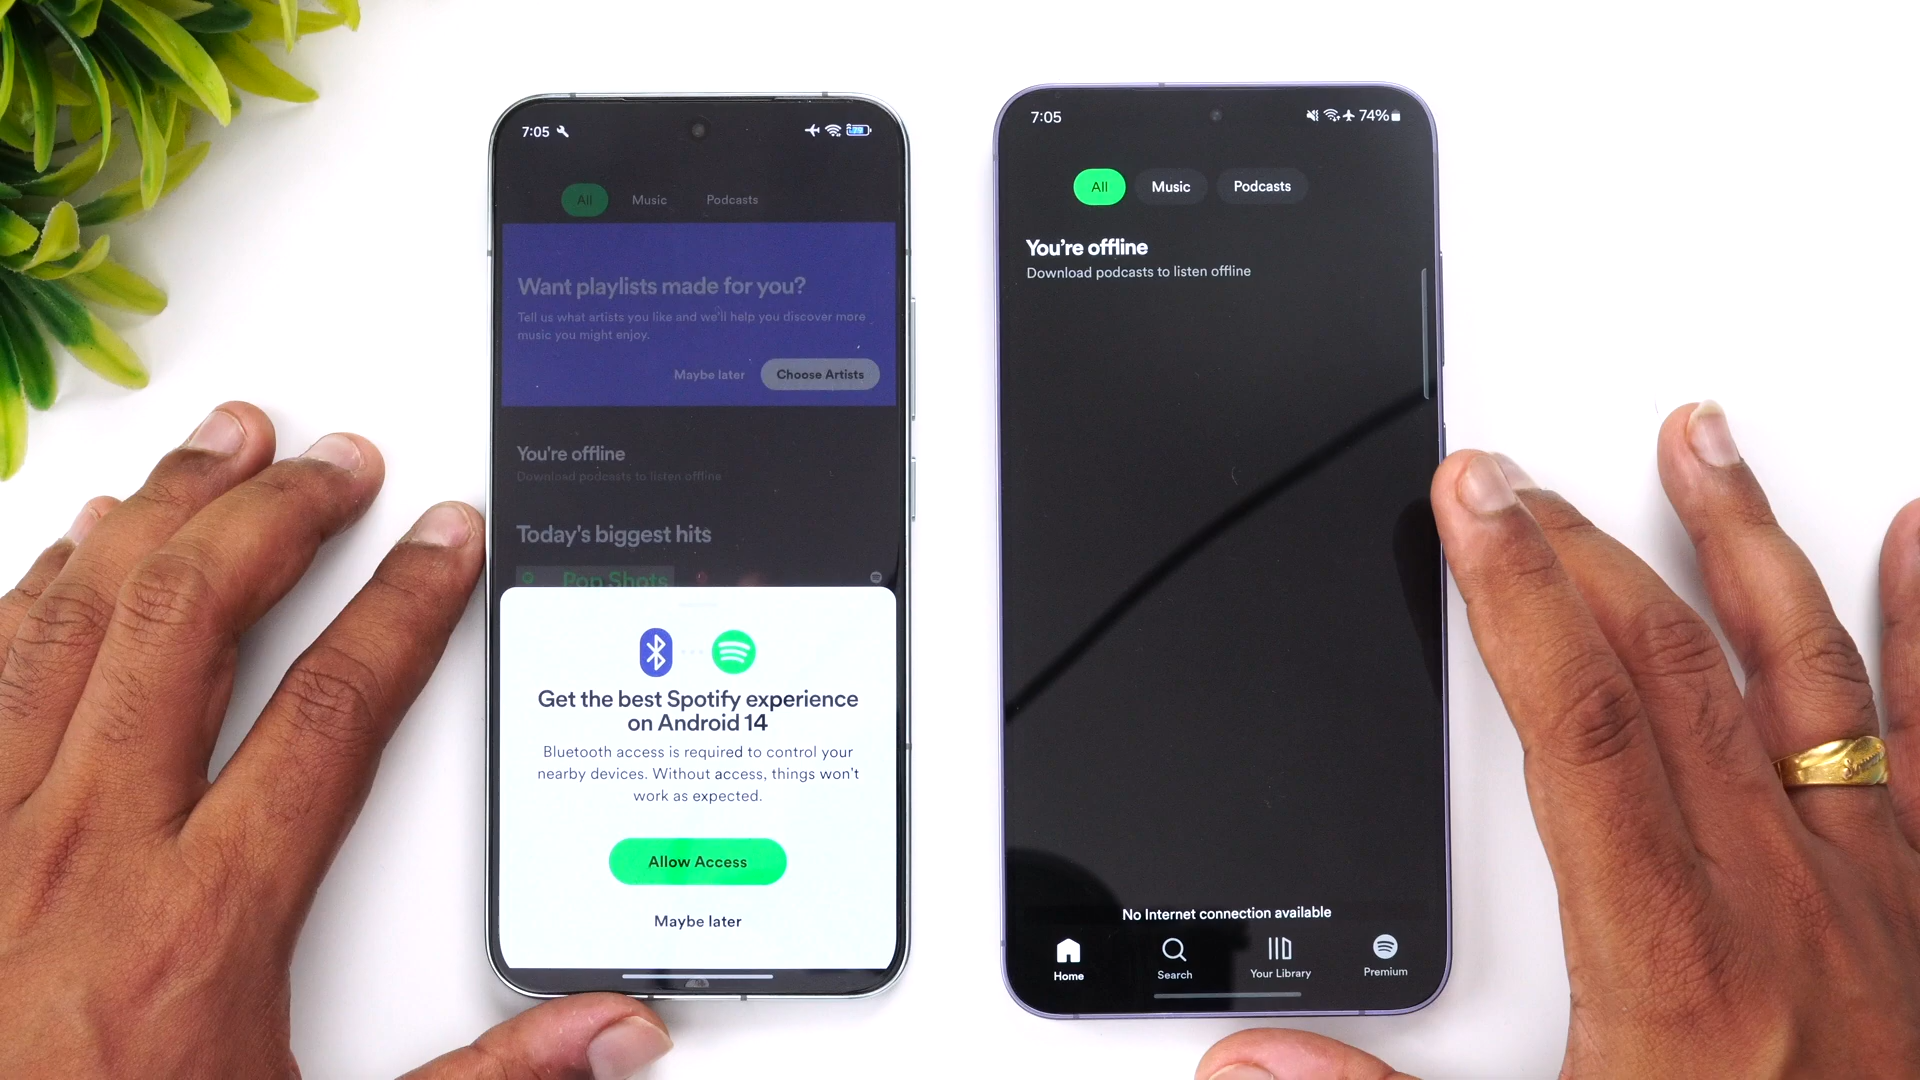 7:05
All
Music
Podcasts
Want playlists made for you?
Tell us what artists you like and we'll help you discover more
music you might enjoy.
Maybe later
Choose Artists
You're offline
Download podcasts to listen offline
Today's biggest hits
Pop Shots
Get the best Spotify experience
on Android 14
Bluetooth access is required to control your
nearby devices. Without access, things won't
work as expected.
Allow Access
Maybe later
7:05
74%
All
Music
Podcasts
You're offline
Download podcasts to listen offline
No Internet connection available
Home
Search
Your Library
Premium